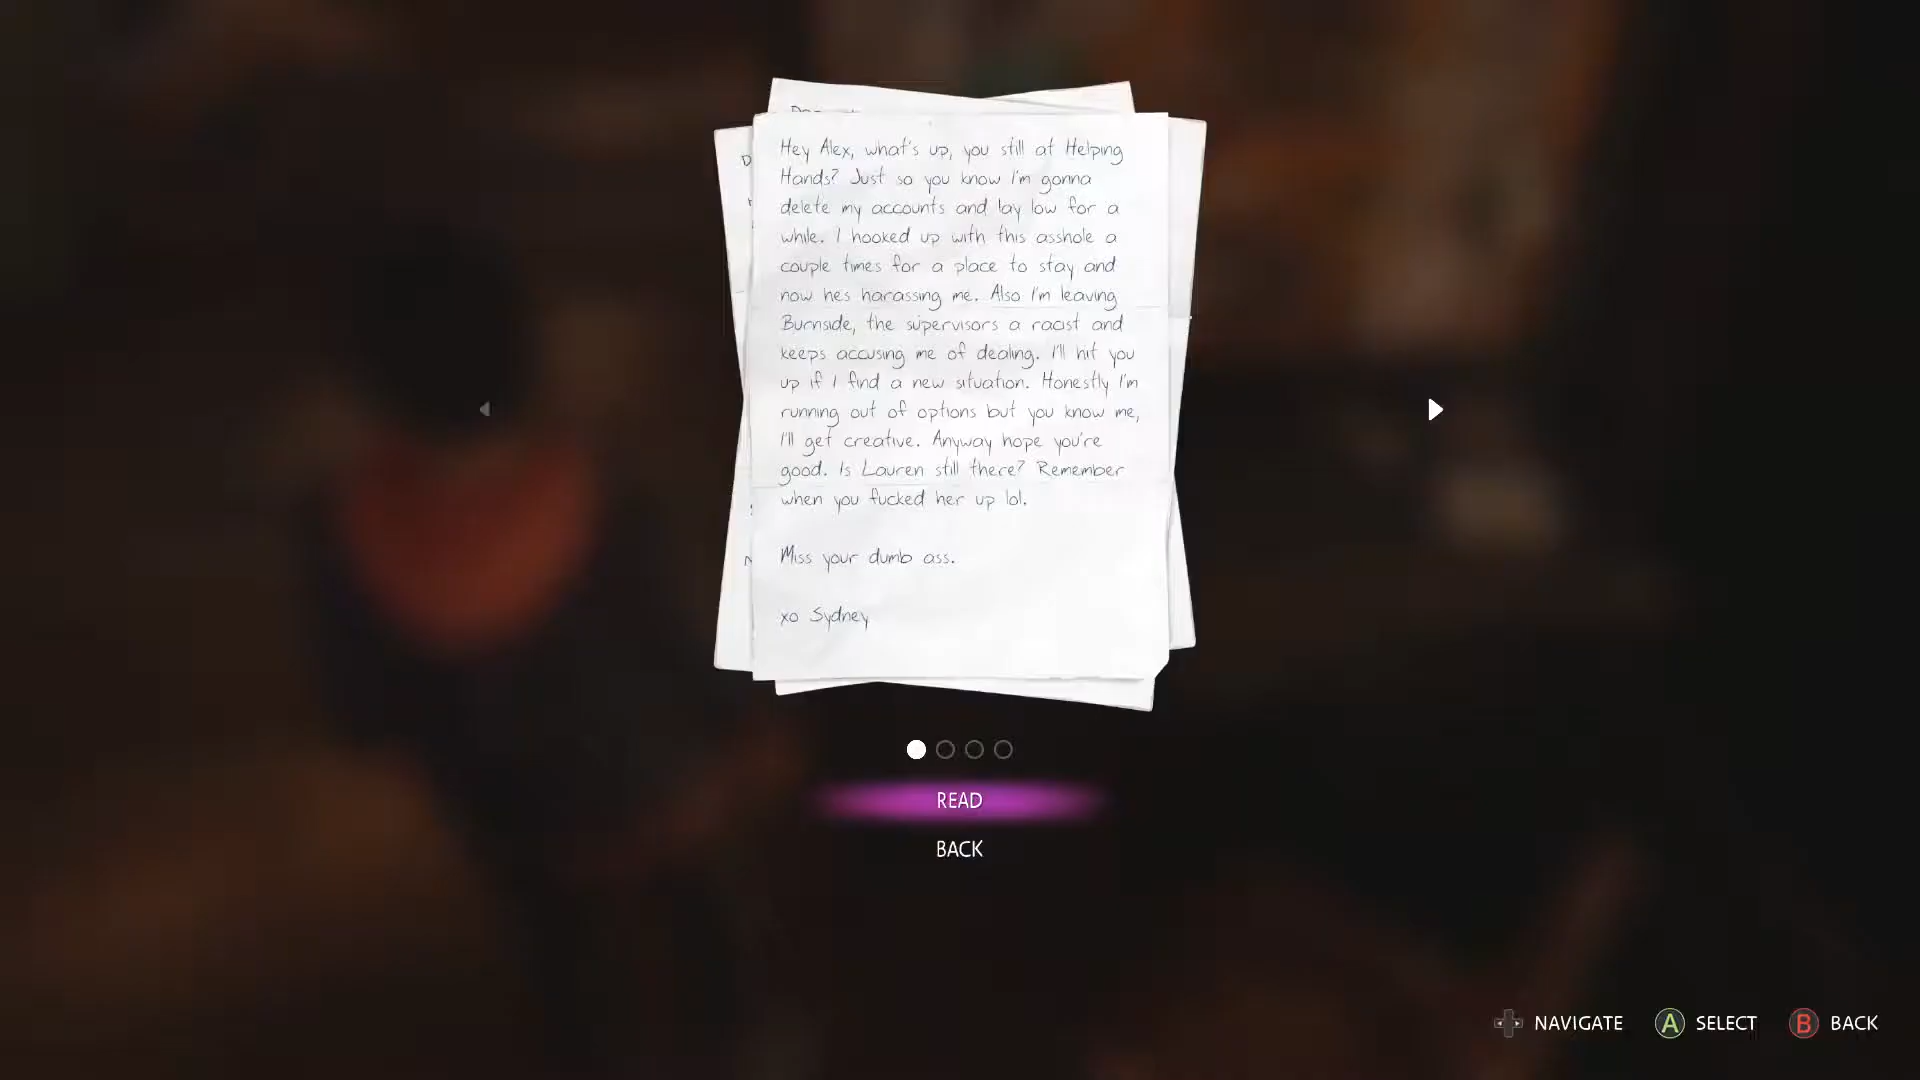 Hey Alex, what's up, you still at Helping
Hands? Just so you know I'm gonna
delete my accounts and lay low for a
while. I hooked up with this asshole a
couple times for a place to stay and
now hes harassing me. Also I'm leaving
Burnside, the supervisors a racist and
keeps accusing me of dealing. I'll hit you
up if I find a new situation. Honestly I'm
running out of options but you know me,
I'll get creative. Anyway hope you're
good. Is Lauren still there? Remember
when you fucked her up lol.
Miss your dumb ass.
xo Sydney
READ
BACK
NAVIGATE
A SELECT
B BACK